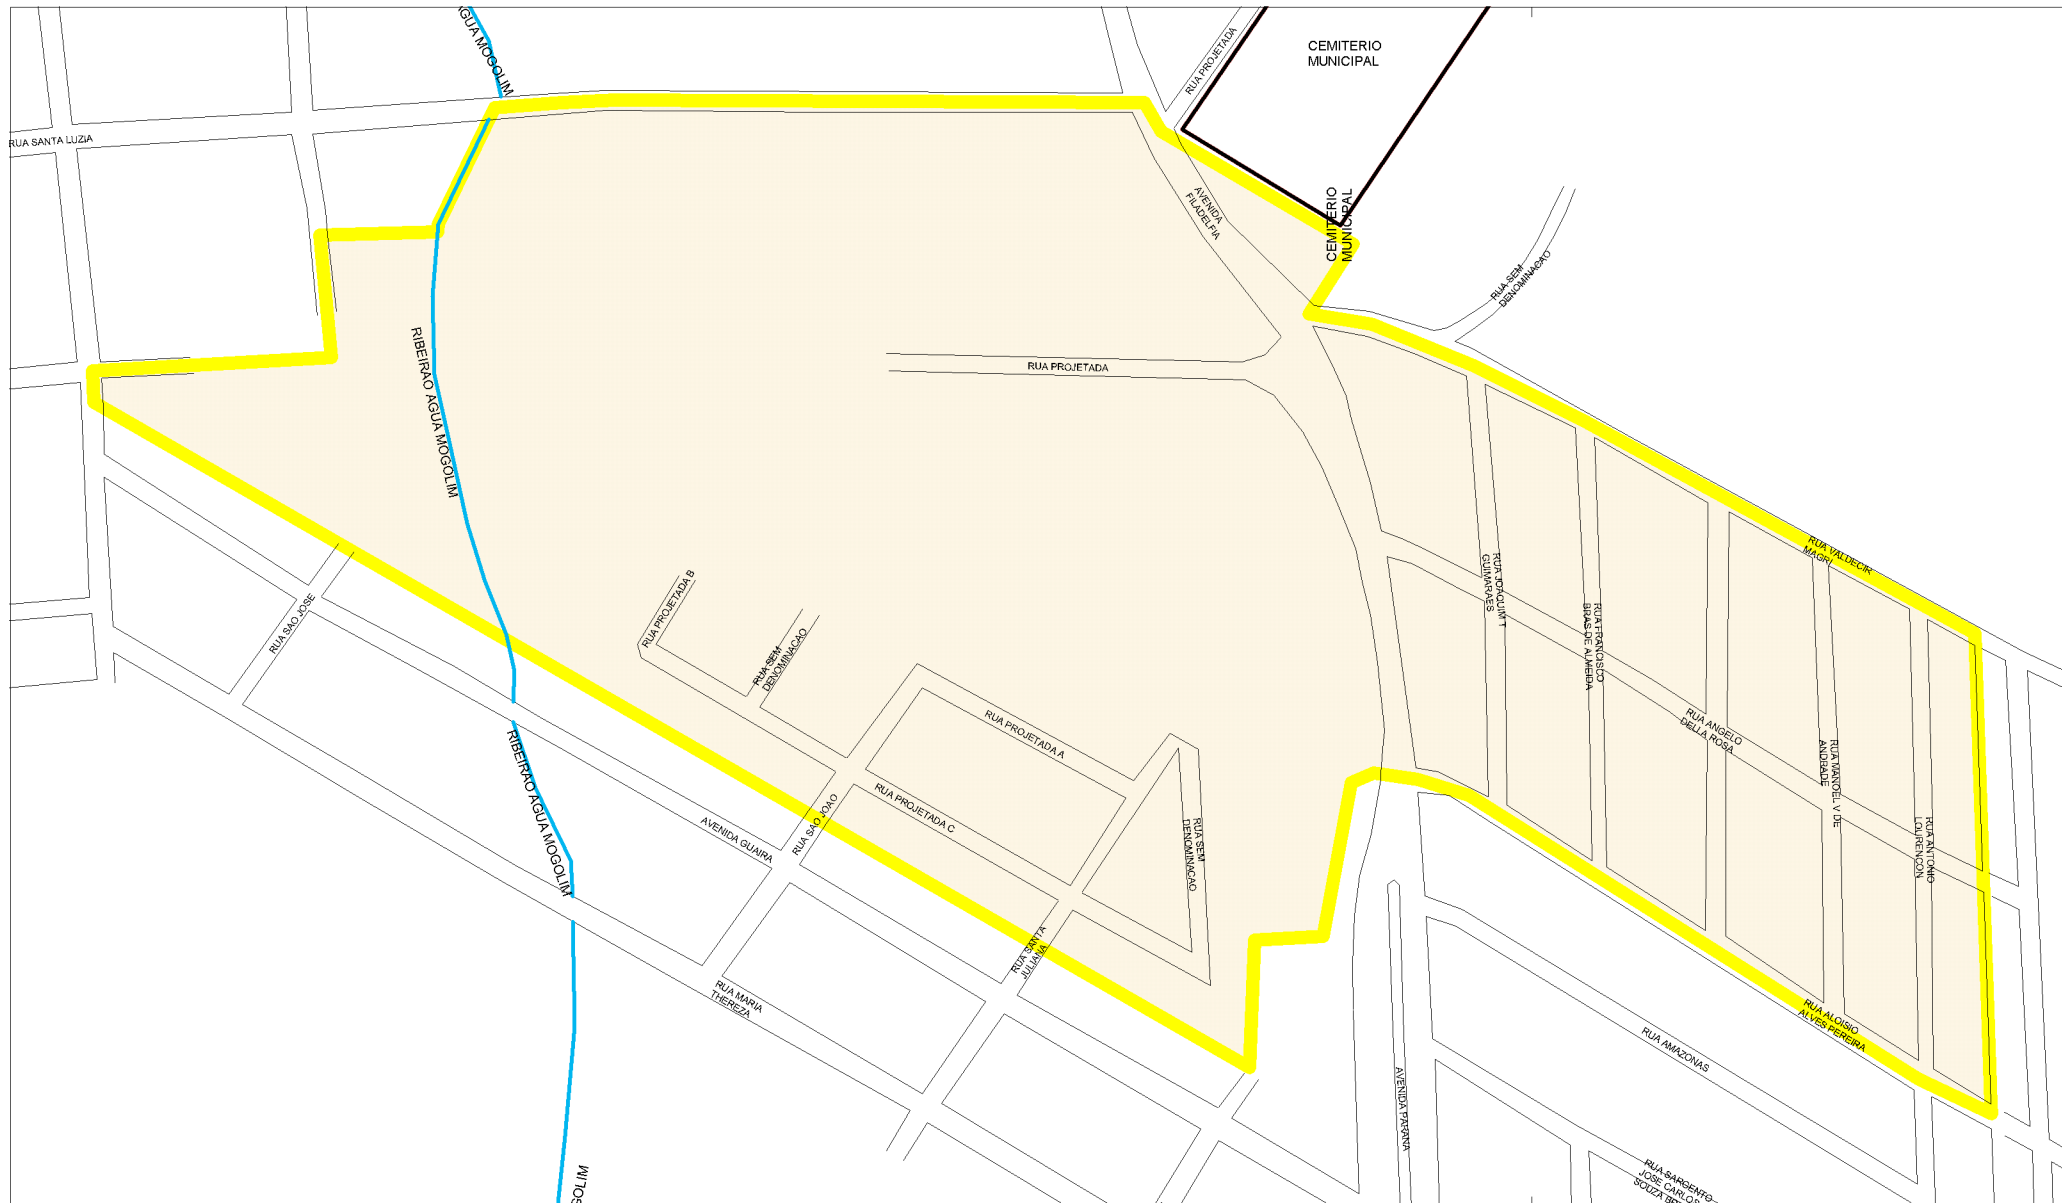 AGUA MOGOLIM
CEMITERIO
MUNICIPAL
RUA PROJETADA
RUA SANTA LUZIA
AVENIDA
FILADELFIA
CEMITERIO
MUNICIPAL
RUA SEM
DENOMINACAO
RIBEIRAO AGUA MOGOLIM
RUA PROJETADA
RUA VALDECIR
MAGRI
RUA JOAQUIM T
GUIMARAES
RUA FRANCISCO
BRAS DE ALMEIDA
RUA PROJETADA B
RUA SAO JOSE
RUA SEM
DENOMINACAO
RUA PROJETADA A
RUA ANGELO
DELLA ROSA
RUA MANOEL V DE
ANDRADE
RIBEIRAO AGUA MOGOLIM
RUA PROJETADA C
RUA SAO JOAO
AVENIDA GUAIRA
RUA SEM
DENOMINACAO
RUA ANTONIO
LOURENCON
RUA SANTA
JULIANA
RUA MARIA
THEREZA
RUA ALOISIO
ALVES PEREIRA
RUA AMAZONAS
AVENIDA PARANA
GOLIM
RUA SARGENTO
JOSE CARLOS
SOUZA